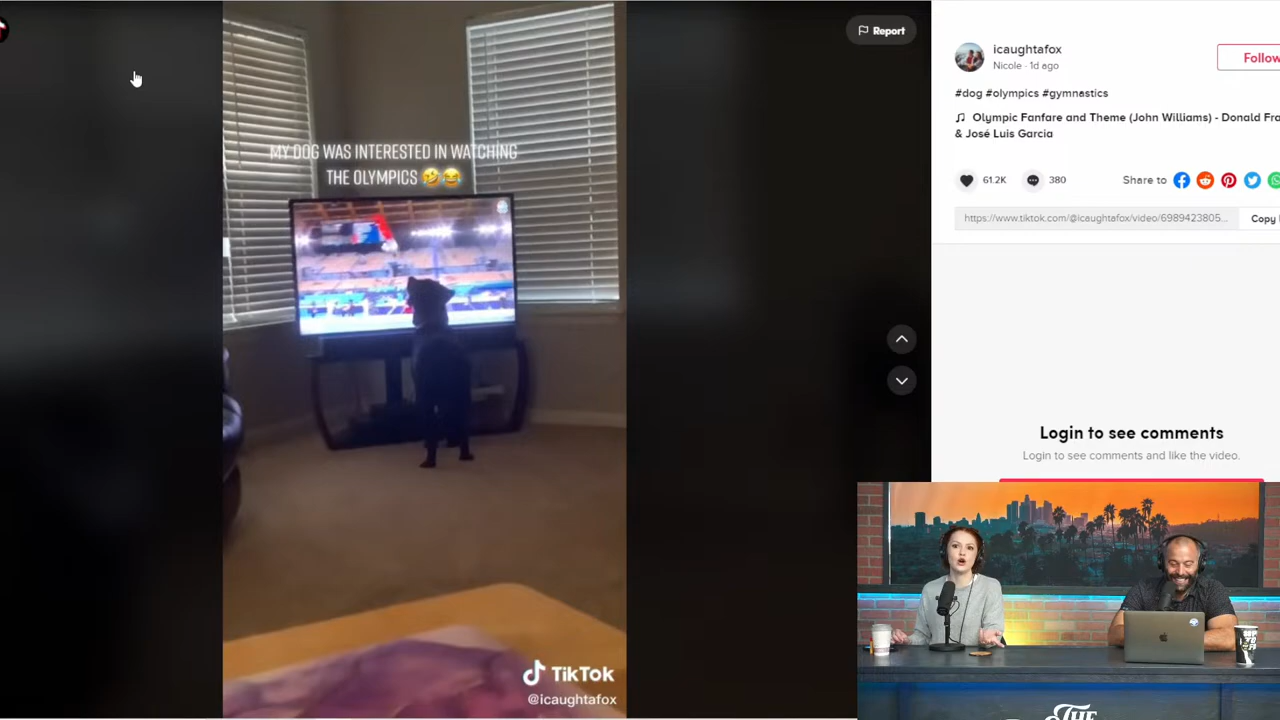 Report
MY DOG WAS INTERESTED IN WATCHING
THE OLYMPICS 🤣😂
TikTok
@icaughtafox
icaughtafox
Nicole · 1d ago
Follow
#dog #olympics #gymnastics
Olympic Fanfare and Theme (John Williams) - Donald Fra
& José Luis Garcia
61.2K
380
Share to
https://www.tiktok.com/@icaughtafox/video/6989423805...
Copy
Login to see comments
Login to see comments and like the video.
THE